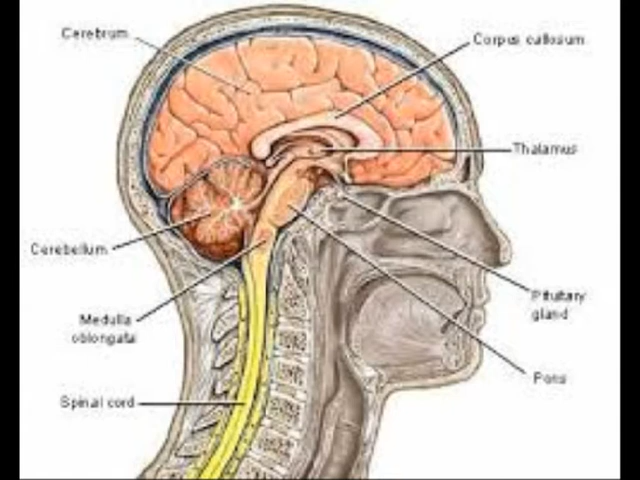 Cerebrum
Corpus callosum
Thalamus
Cerebellum
Pituitary
gland
Medulla
oblongata
Pons
Spinal cord